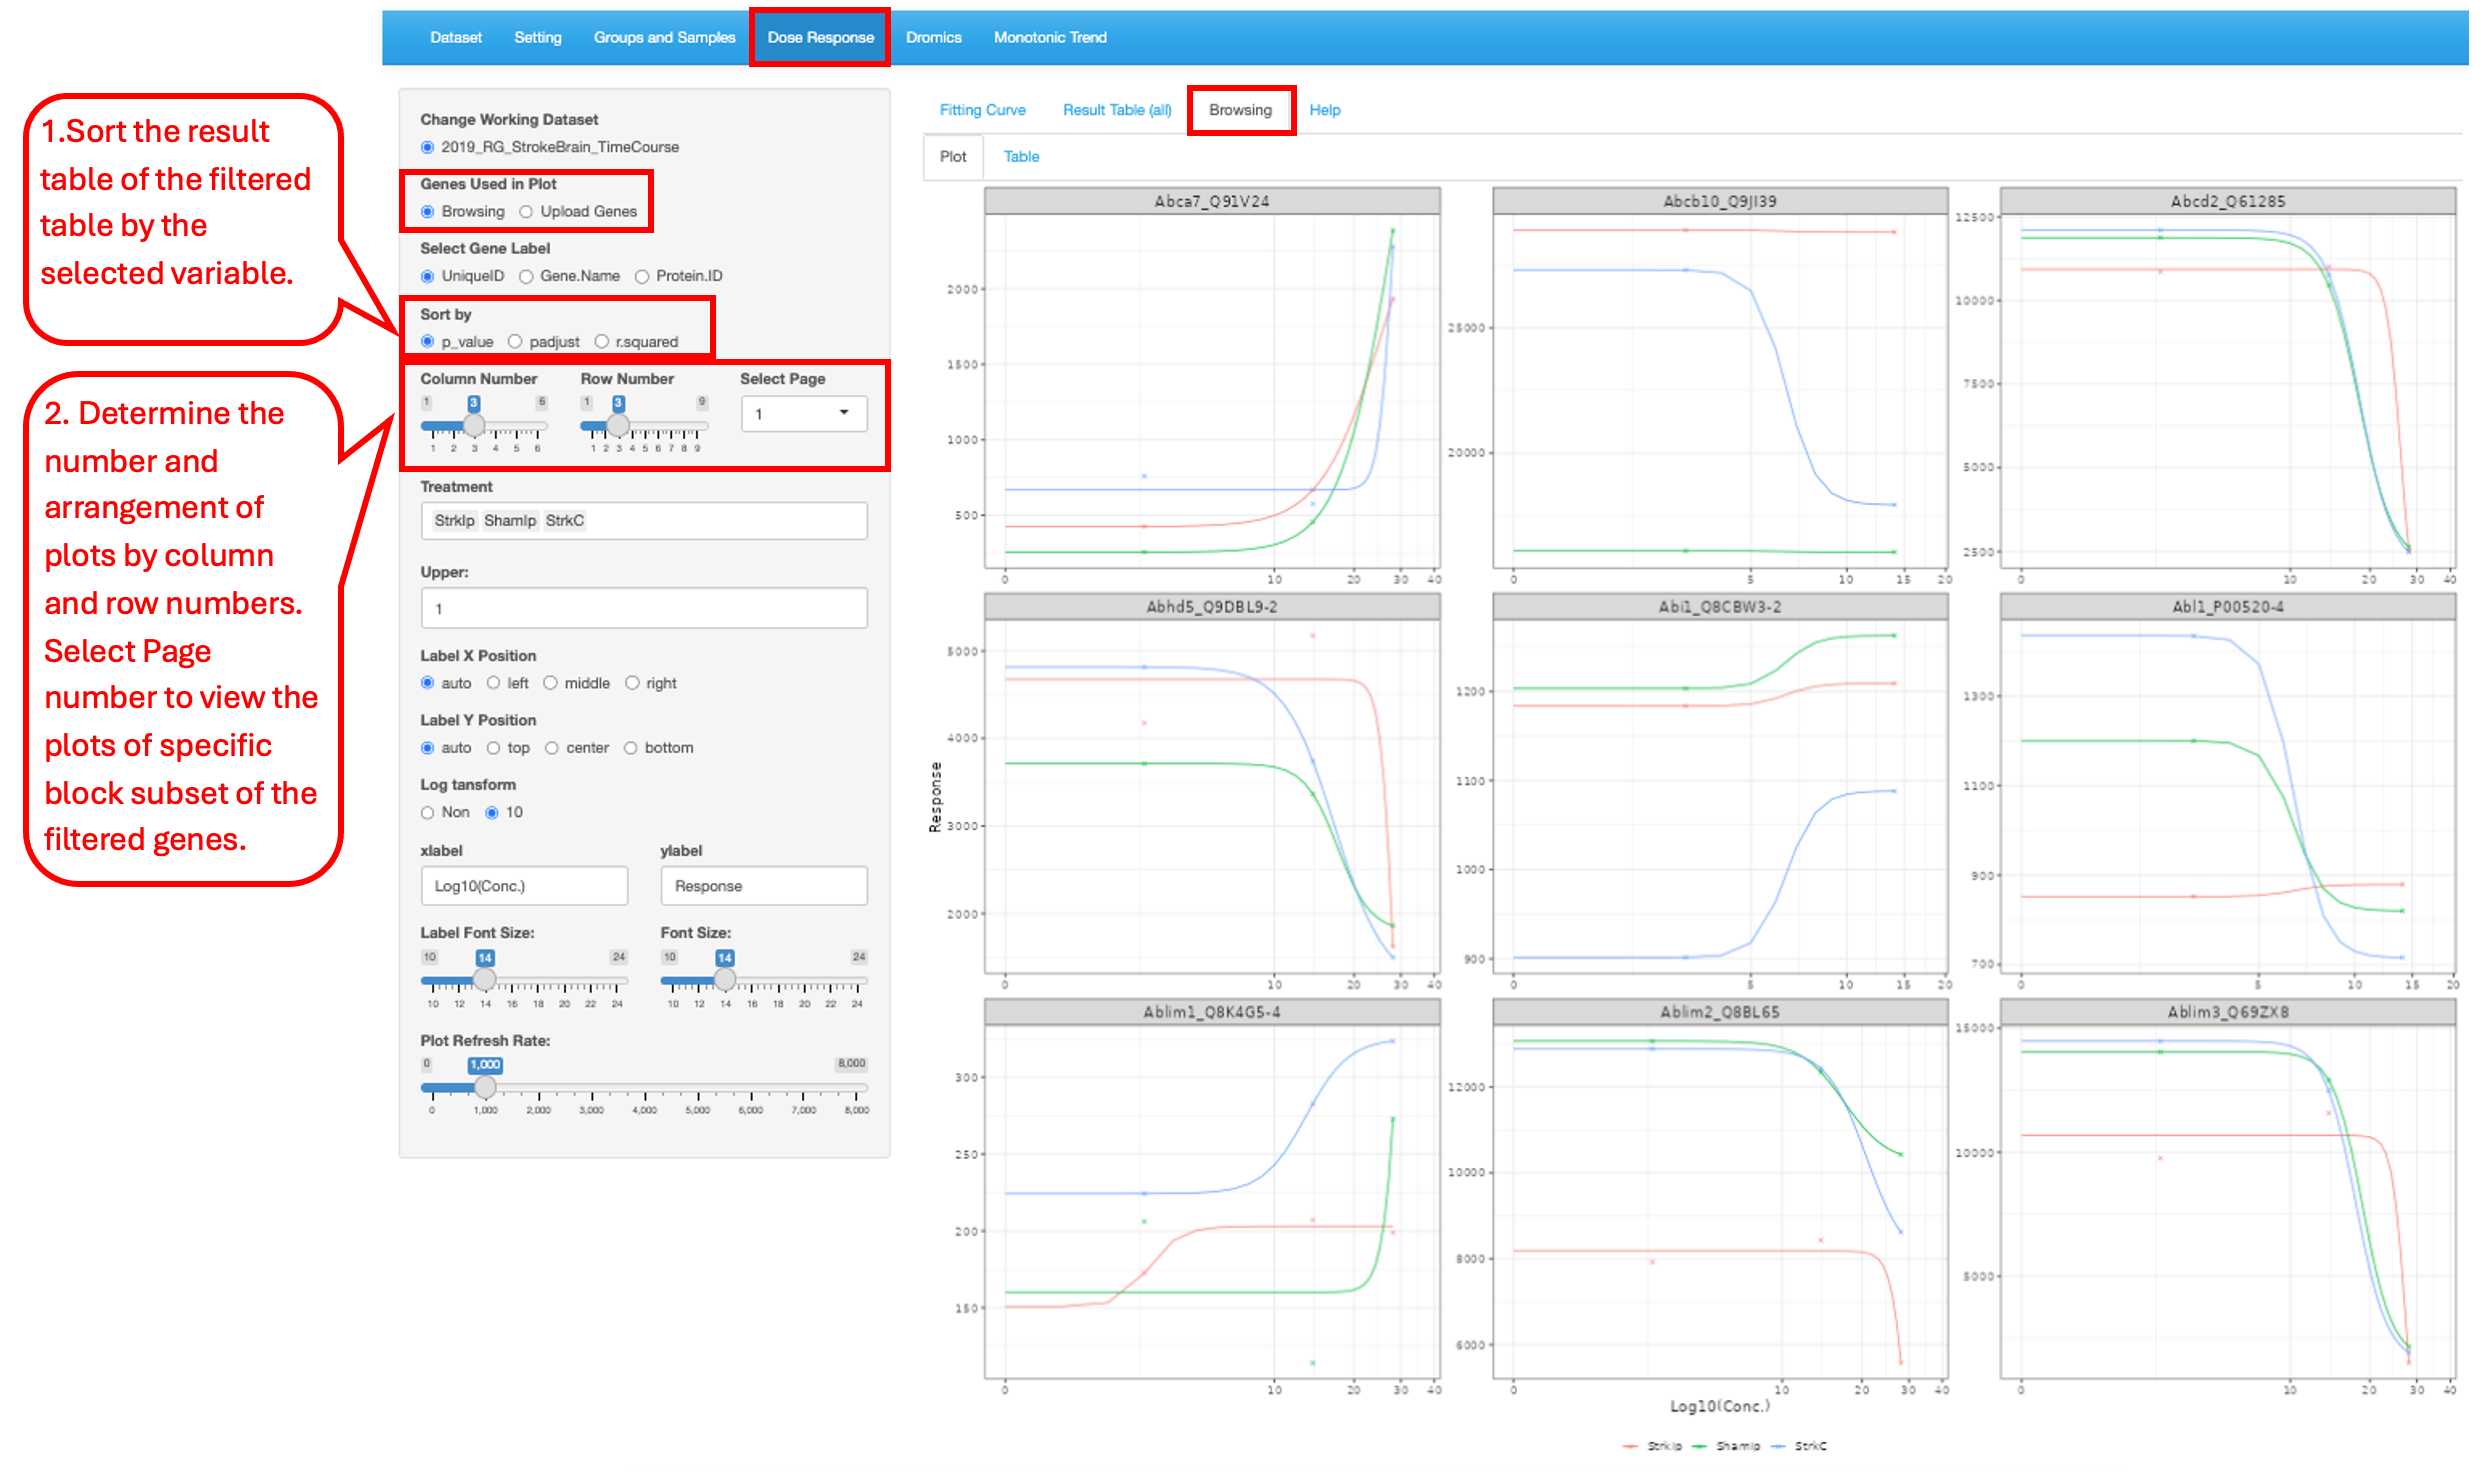 Dataset Setting Groups and Samples Dose Response Dromics Monotonic Trend
1.Sort the result
table of the filtered
table by the
selected variable.
2. Determine the
number and
arrangement of
plots by column
and row numbers.
Select Page
number to view the
plots of specific
block subset of the
filtered genes.
Change Working Dataset
2019_RG_StrokeBrain_TimeCourse
Genes Used in Plot
Browsing Upload Genes
Select Gene Label
UniqueID Gene.Name Protein.ID
Sort by
p_value padjust r.squared
Column Number Row Number Select Page
1 3 6 1 3 9 1
1 2 3 4 5 6 1 2 3 4 5 6 7 8 9
Treatment
StrkIp ShamIp StrkC
Upper:
1
Label X Position
auto left middle right
Label Y Position
auto top center bottom
Log tansform
Non 10
xlabel ylabel
Log10(Conc.) Response
Label Font Size: Font Size:
10 14 24 10 14 24
10 12 14 16 18 20 22 24 10 12 14 16 18 20 22 24
Plot Refresh Rate:
0 1,000 8,000
0 1,000 2,000 3,000 4,000 5,000 6,000 7,000 8,000
Fitting Curve Result Table (all) Browsing Help
Plot Table
Abca7_Q91V24
2000
1500
1000
500
0 10 20 30 40
Abcb10_Q9JI39
25000
20000
0 5 10 15 20
Abcd2_Q61285
12500
10000
7500
5000
2500
0 10 20 30 40
Response
Abhd5_Q9DBL9-2
5000
4000
3000
2000
0 10 20 30 40
Abi1_Q8CBW3-2
1200
1100
1000
900
0 5 10 15 20
Abl1_P00520-4
1300
1100
900
700
0 5 10 15 20
Ablim1_Q8K4G5-4
300
250
200
150
0 10 20 30 40
Ablim2_Q8BL65
12000
10000
8000
6000
0 10 20 30 40
Ablim3_Q69ZX8
15000
10000
5000
0 10 20 30 40
Log10(Conc.)
StrkIp ShamIp StrkC